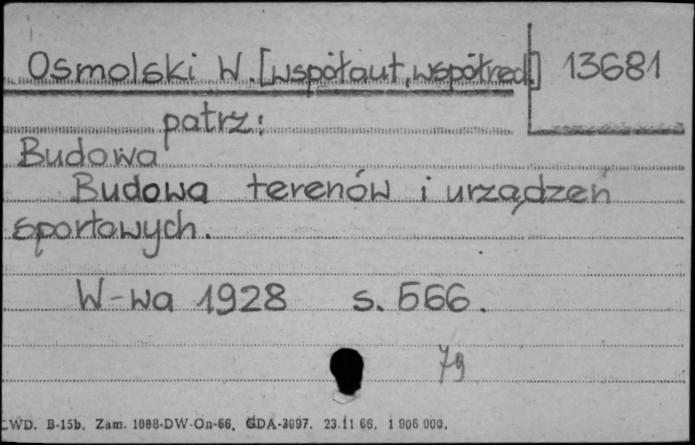 Osmolski W. [współaut, współred.] 13681
patrz:
Budowa
Budowa terenów i urządzeń
sportowych.
W-wa 1928 s. 566.
79
LWD. B-15b. Zam. 1088-DW-On-66. GDA-3097. 23.11 66. 1 906 000.